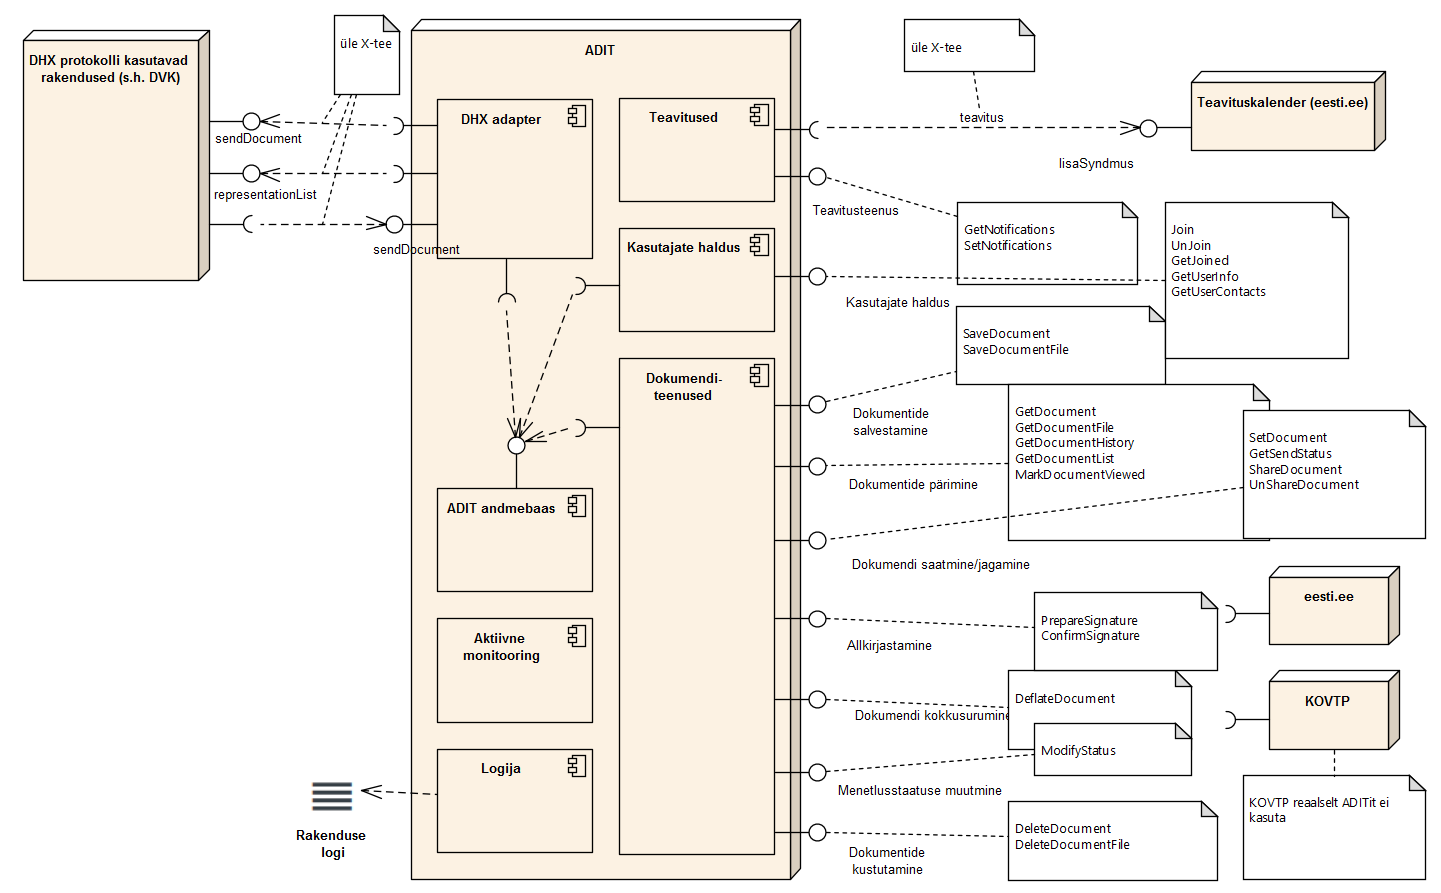 DHX protokolli kasutavad
rakendused (s.h. DVK)
üle X-tee
sendDocument
representationList
sendDocument
ADIT
DHX adapter
Teavitused
Kasutajate haldus
Dokumendi-
teenused
ADIT andmebaas
Aktiivne
monitooring
Logija
Rakenduse
logi
üle X-tee
teavitus
Teavituskalender (eesti.ee)
lisaSyndmus
Teavitusteenus
GetNotifications
SetNotifications
Join
UnJoin
GetJoined
GetUserInfo
GetUserContacts
Kasutajate haldus
SaveDocument
SaveDocumentFile
Dokumentide
salvestamine
GetDocument
GetDocumentFile
GetDocumentHistory
GetDocumentList
MarkDocumentViewed
Dokumentide pärimine
SetDocument
GetSendStatus
ShareDocument
UnShareDocument
Dokumendi saatmine/jagamine
PrepareSignature
ConfirmSignature
Allkirjastamine
eesti.ee
DeflateDocument
Dokumendi kokkusurumine
KOVTP
ModifyStatus
Menetlusstaatuse muutmine
KOVTP reaalselt ADITit ei
kasuta
DeleteDocument
DeleteDocumentFile
Dokumentide
kustutamine